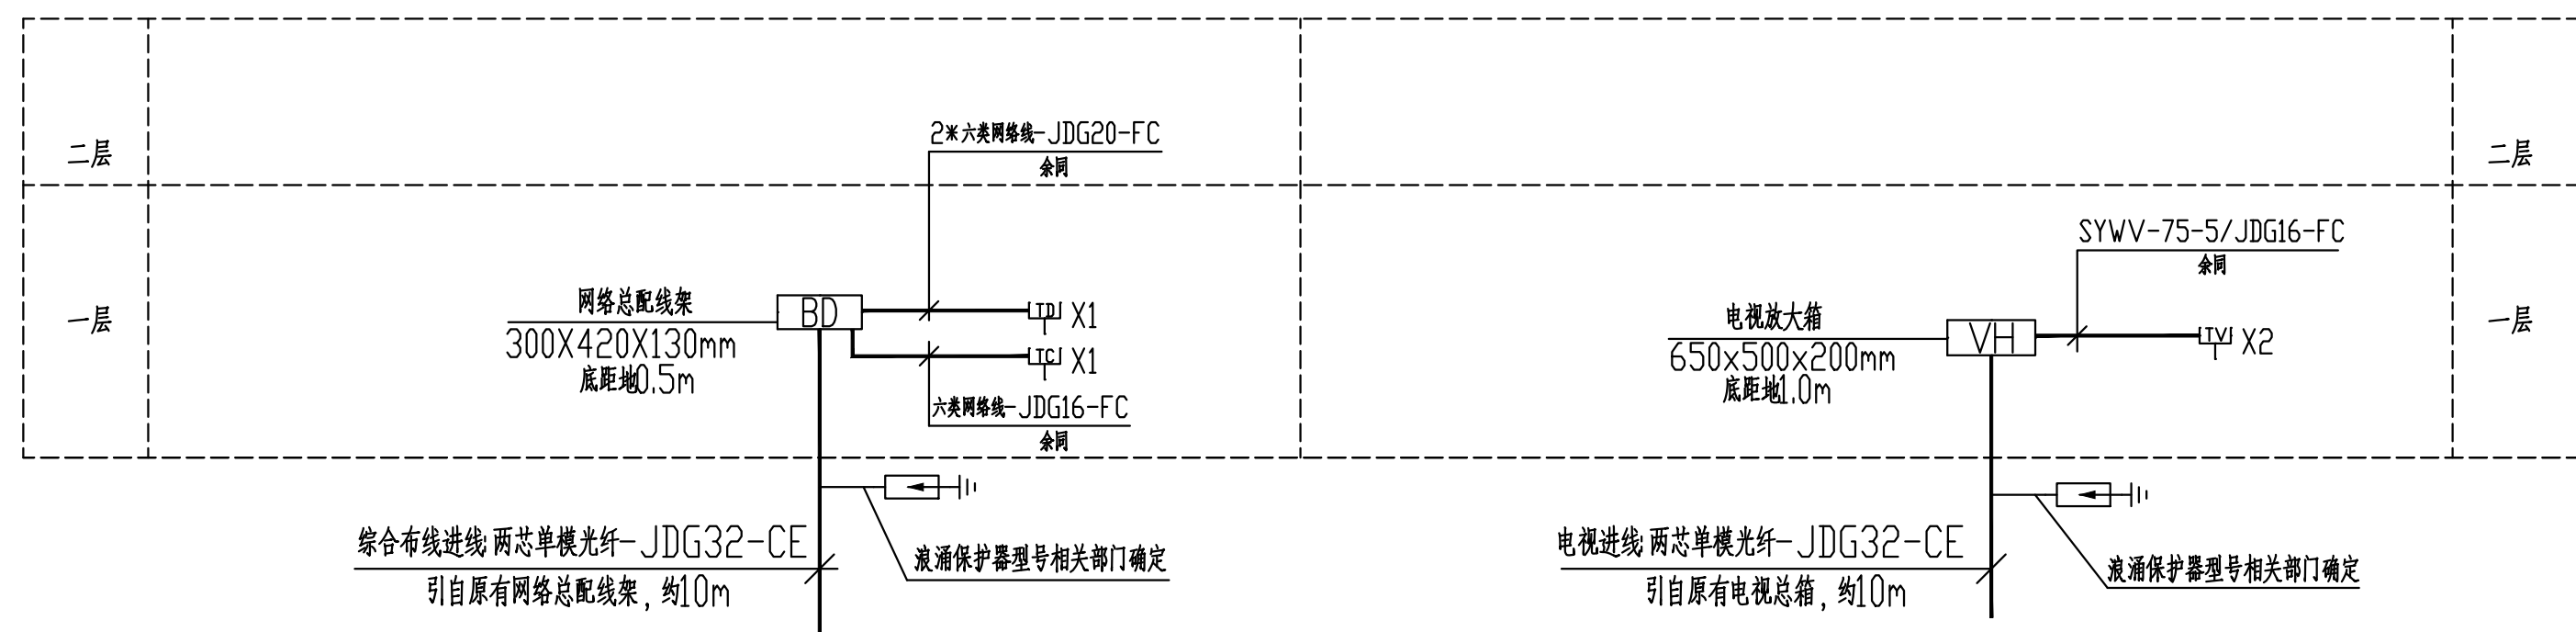 二层
2*六类网络线-JDG20-FC
余同
二层
一层
网络总配线架
300X420X130mm
底距地0.5m
BD
TD X1
TC X1
六类网络线-JDG16-FC
余同
电视放大箱
650x500x200mm
底距地1.0m
VH
SYWV-75-5/JDG16-FC
余同
TV X2
一层
综合布线进线:两芯单模光纤-JDG32-CE
引自原有网络总配线架,约10m
浪涌保护器型号相关部门确定
电视进线:两芯单模光纤-JDG32-CE
引自原有电视总箱,约10m
浪涌保护器型号相关部门确定